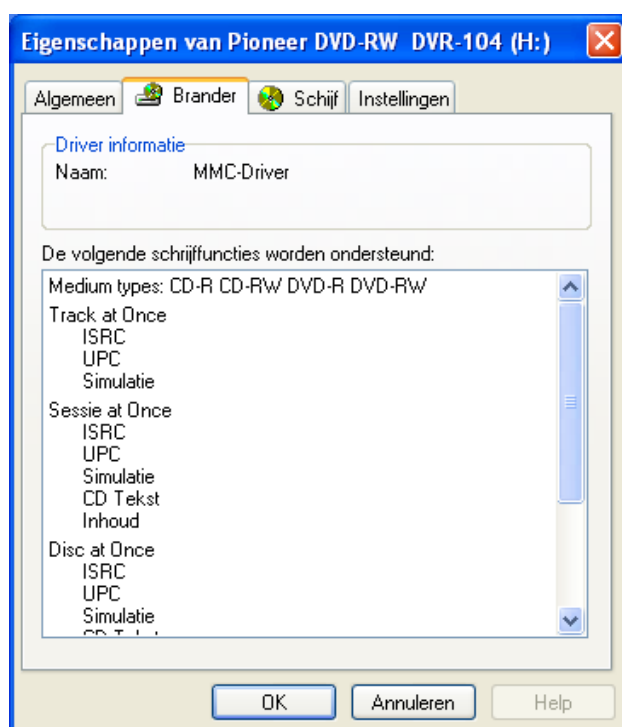 Eigenschappen van Pioneer DVD-RW DVR-104 (H:)
Algemeen Brander Schijf Instellingen
Driver informatie
Naam: MMC-Driver
De volgende schrijffuncties worden ondersteund:
Medium types: CD-R CD-RW DVD-R DVD-RW
Track at Once
ISRC
UPC
Simulatie
Sessie at Once
ISRC
UPC
Simulatie
CD Tekst
Inhoud
Disc at Once
ISRC
UPC
Simulatie
CD Tekst
OK Annuleren Help